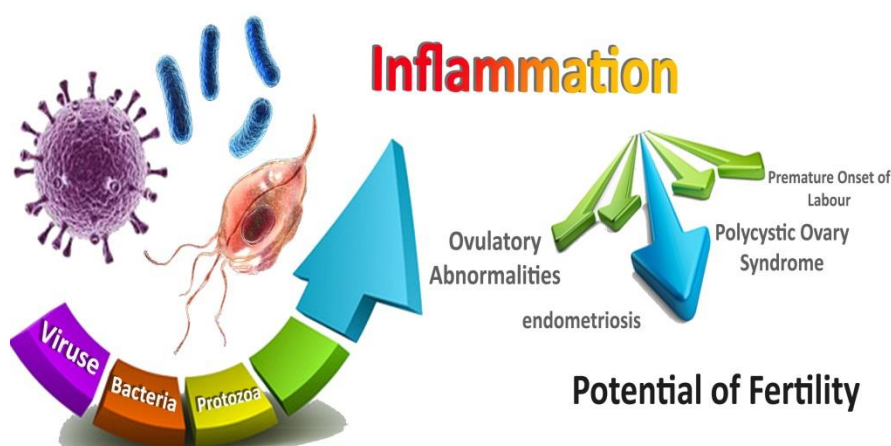 Inflammation
Premature Onset of
Labour
Ovulatory
Abnormalities
Polycystic Ovary
Syndrome
endometriosis
Viruse
Bacteria
Protozoa
Potential of Fertility